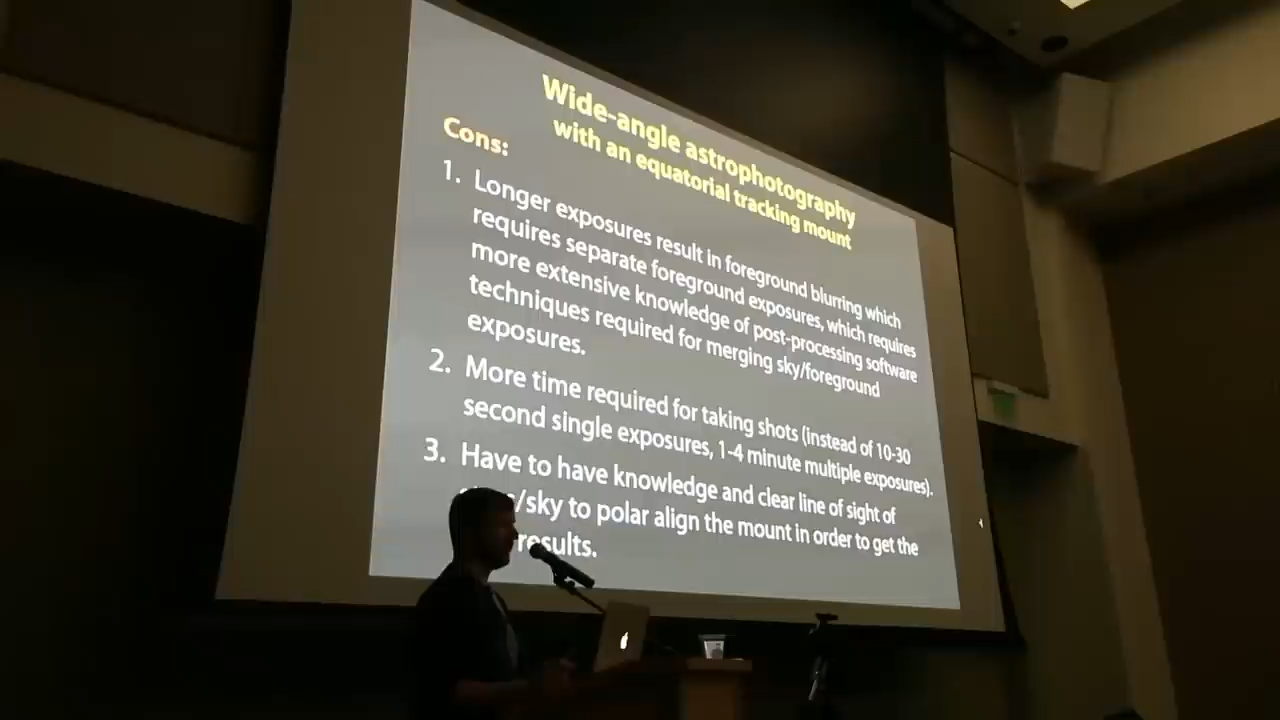 Wide-angle astrophotography
with an equatorial tracking mount
Cons:
1. Longer exposures result in foreground blurring which
requires separate foreground exposures, which requires
more extensive knowledge of post-processing software
techniques required for merging sky/foreground
exposures.
2. More time required for taking shots (instead of 10-30
second single exposures, 1-4 minute multiple exposures).
3. Have to have knowledge and clear line of sight of
/sky to polar align the mount in order to get the
results.